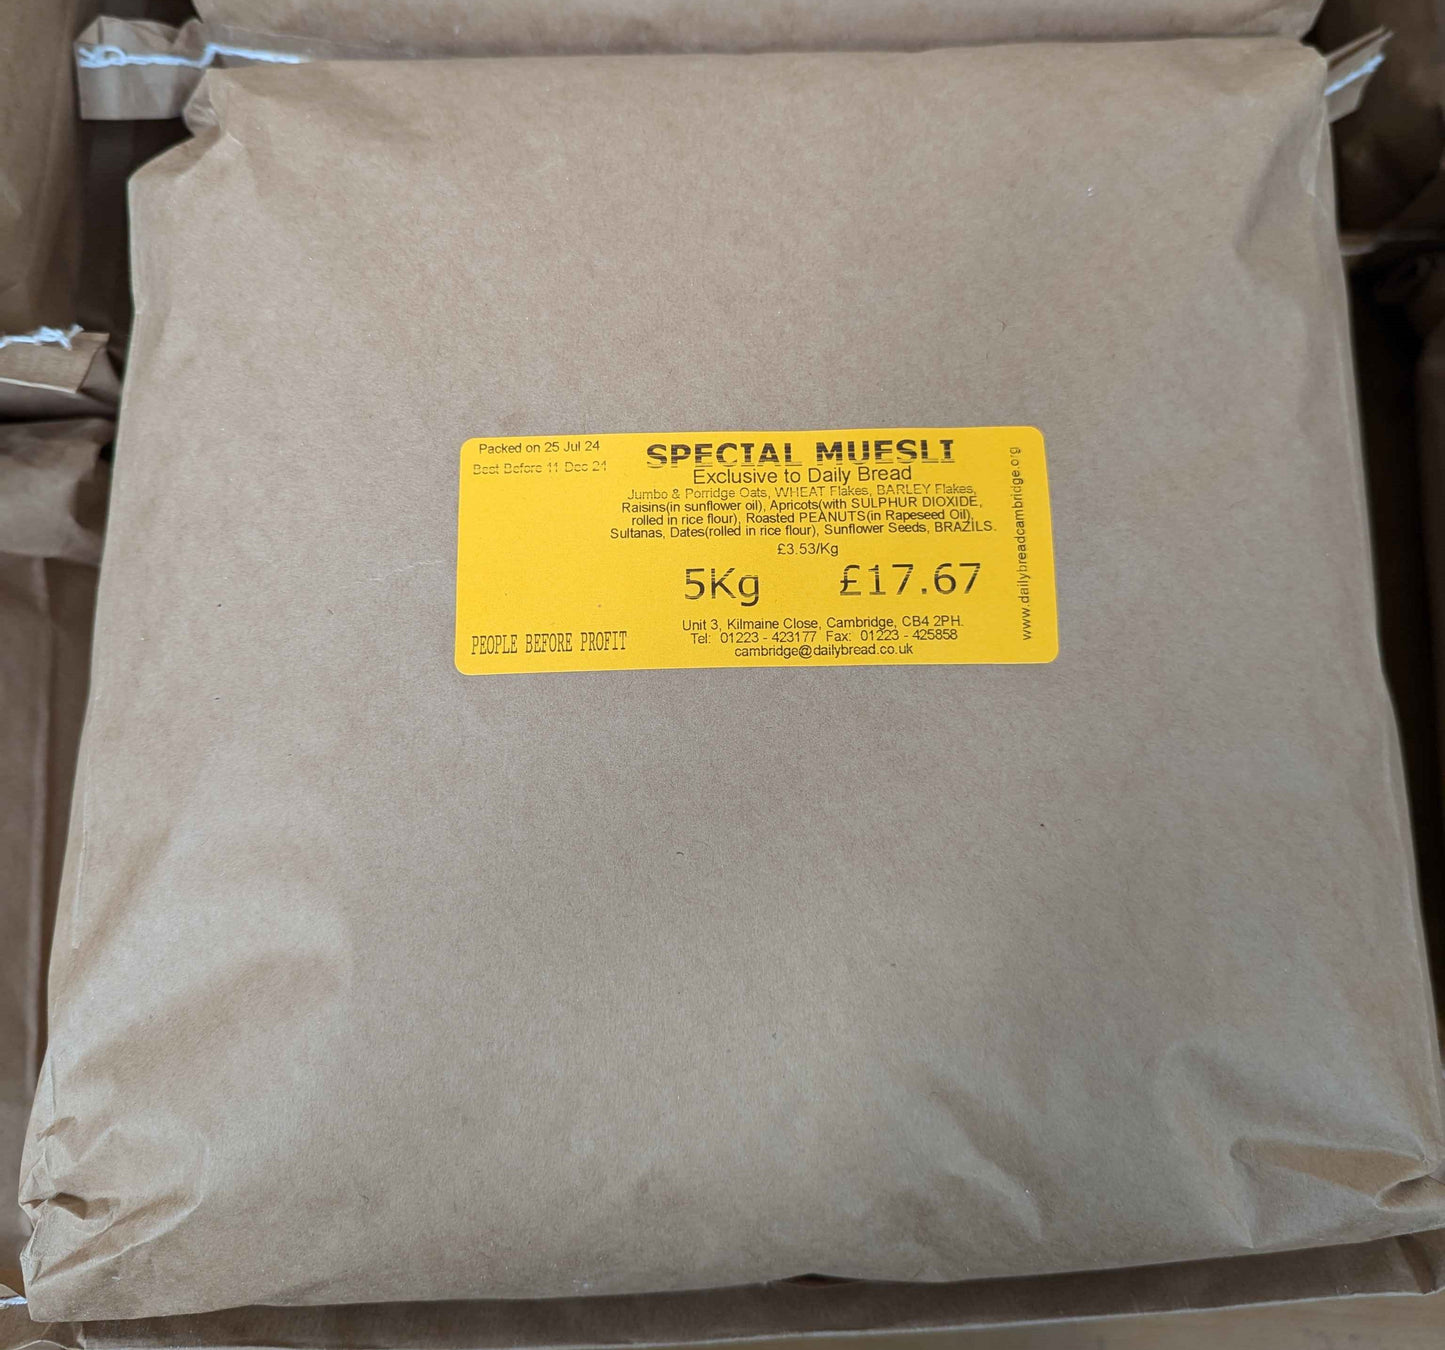 Packed on 25 Jul 24
Best Before 11 Dec 24
SPECIAL MUESLI
Exclusive to Daily Bread
Jumbo & Porridge Oats, WHEAT Flakes, BARLEY Flakes,
Raisins(in sunflower oil), Apricots(with SULPHUR DIOXIDE,
rolled in rice flour), Roasted PEANUTS(in Rapeseed Oil),
Sultanas, Dates(rolled in rice flour), Sunflower Seeds, BRAZILS.
£3.53/Kg
5Kg £17.67
PEOPLE BEFORE PROFIT
Unit 3, Kilmaine Close, Cambridge, CB4 2PH.
Tel: 01223 - 423177 Fax: 01223 - 425858
cambridge@dailybread.co.uk
www.dailybreadcambridge.org